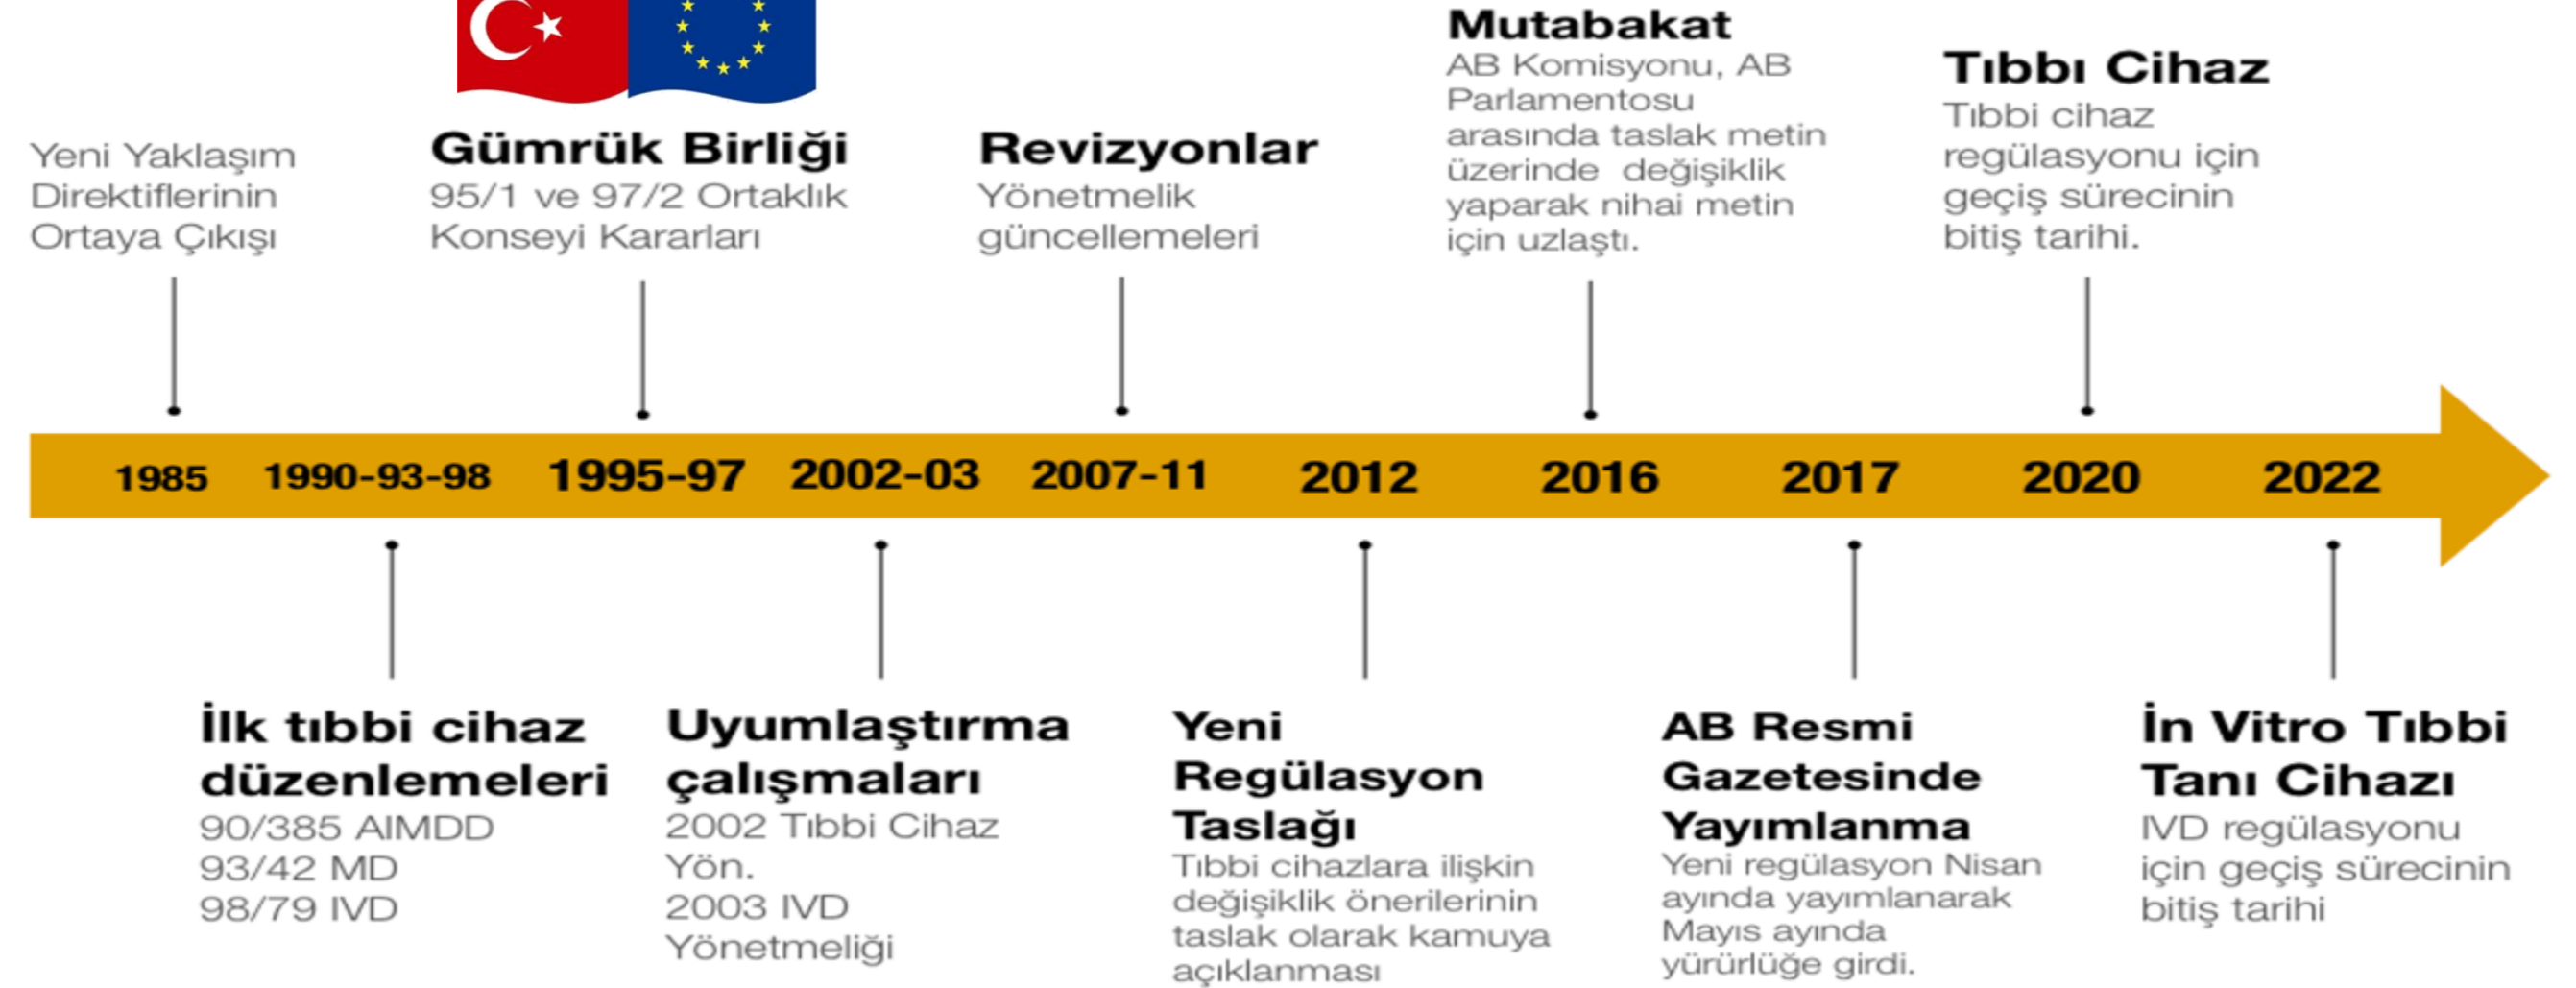 Yeni Yaklaşım
Direktiflerinin
Ortaya Çıkışı
Gümrük Birliği
95/1 ve 97/2 Ortaklık
Konseyi Kararları
Revizyonlar
Yönetmelik
güncellemeleri
Mutabakat
AB Komisyonu, AB
Parlamentosu
arasında taslak metin
üzerinde değişiklik
yaparak nihai metin
için uzlaştı.
Tıbbı Cihaz
Tıbbi cihaz
regülasyonu için
geçiş sürecinin
bitiş tarihi.
1985 1990-93-98 1995-97 2002-03 2007-11 2012 2016 2017 2020 2022
İlk tıbbi cihaz
düzenlemeleri
90/385 AIMDD
93/42 MD
98/79 IVD
Uyumlaştırma
çalışmaları
2002 Tıbbi Cihaz
Yön.
2003 IVD
Yönetmeliği
Yeni
Regülasyon
Taslağı
Tıbbi cihazlara ilişkin
değişiklik önerilerinin
taslak olarak kamuya
açıklanması
AB Resmi
Gazetesinde
Yayımlanma
Yeni regülasyon Nisan
ayında yayımlanarak
Mayıs ayında
yürürlüğe girdi.
İn Vitro Tıbbi
Tanı Cihazı
IVD regülasyonu
için geçiş sürecinin
bitiş tarihi